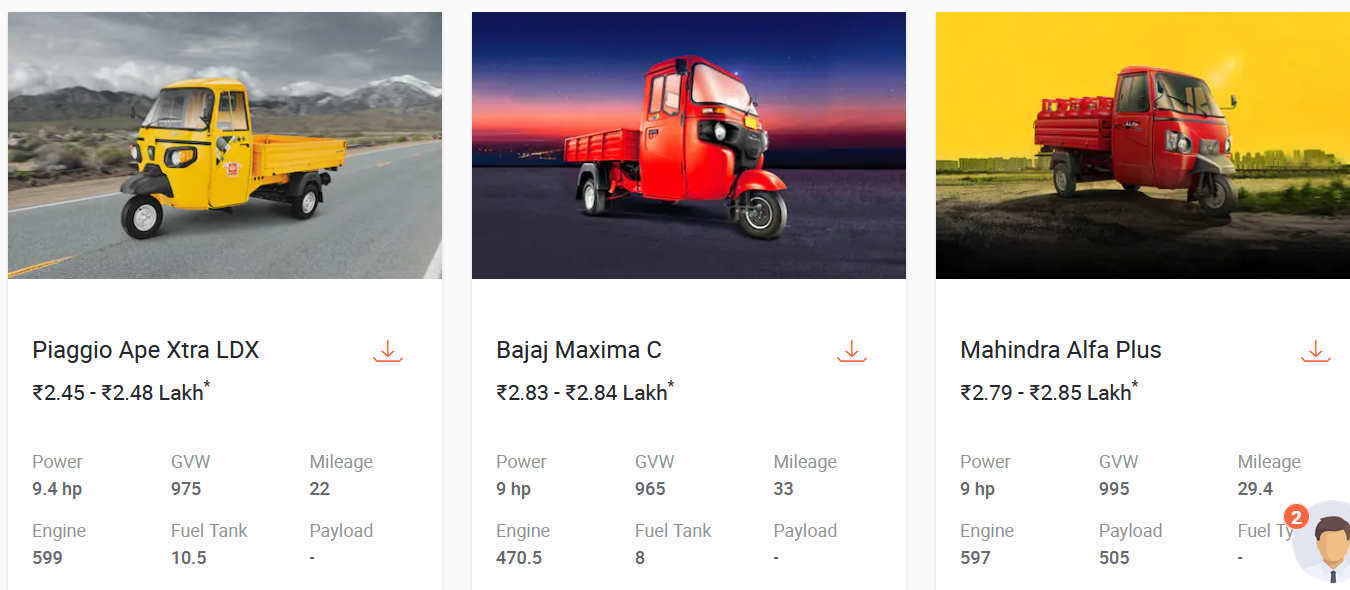 Piaggio Ape Xtra LDX
₹2.45 - ₹2.48 Lakh*
Power GVW Mileage
9.4 hp 975 22
Engine Fuel Tank Payload
599 10.5 -
Bajaj Maxima C
₹2.83 - ₹2.84 Lakh*
Power GVW Mileage
9 hp 965 33
Engine Fuel Tank Payload
470.5 8 -
ALFA
Mahindra Alfa Plus
₹2.79 - ₹2.85 Lakh*
Power GVW Mileage
9 hp 995 29.4
2
Engine Payload Fuel Ty
597 505 -